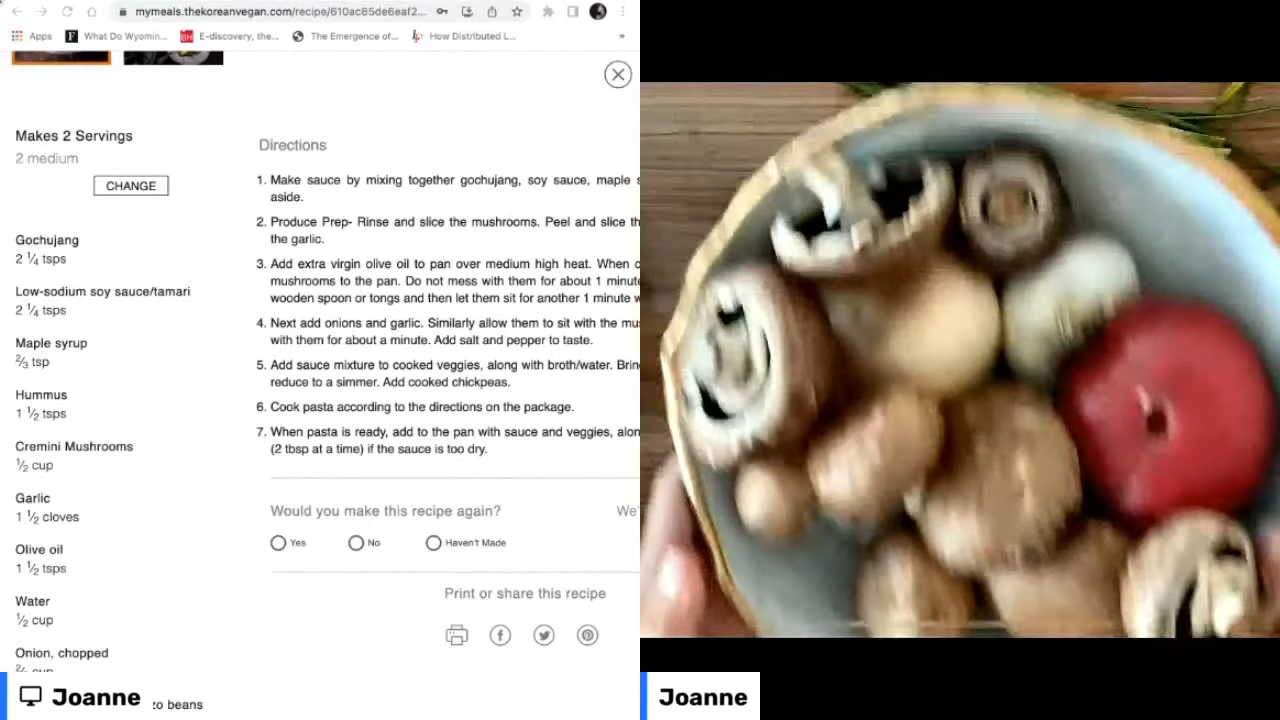 mymeals.thekoreanvegan.com/recipe/610ac85de6eaf2...
Apps
What Do Wyomin...
E-discovery, the...
The Emergence of...
How Distributed L...
»
Makes 2 Servings
2 medium
CHANGE
Gochujang
2 ¼ tsps
Low-sodium soy sauce/tamari
2 ¼ tsps
Maple syrup
⅔ tsp
Hummus
1 ½ tsps
Cremini Mushrooms
½ cup
Garlic
1 ½ cloves
Olive oil
1 ½ tsps
Water
½ cup
Onion, chopped
zo beans
Directions
1. Make sauce by mixing together gochujang, soy sauce, maple s
aside.
2. Produce Prep- Rinse and slice the mushrooms. Peel and slice th
the garlic.
3. Add extra virgin olive oil to pan over medium high heat. When o
mushrooms to the pan. Do not mess with them for about 1 minute
wooden spoon or tongs and then let them sit for another 1 minute w
4. Next add onions and garlic. Similarly allow them to sit with the mus
with them for about a minute. Add salt and pepper to taste.
5. Add sauce mixture to cooked veggies, along with broth/water. Brin
reduce to a simmer. Add cooked chickpeas.
6. Cook pasta according to the directions on the package.
7. When pasta is ready, add to the pan with sauce and veggies, alon
(2 tbsp at a time) if the sauce is too dry.
Would you make this recipe again?
We'
Yes
No
Haven't Made
Print or share this recipe
Joanne
Joanne